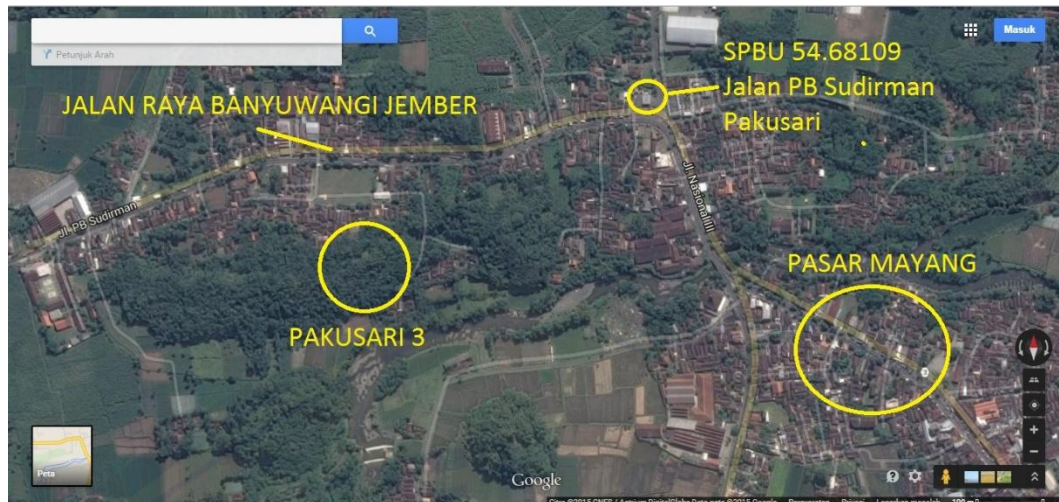 Masuk
Petunjuk Arah
SPBU 54.68109
Jalan PB Sudirman
Pakusari
JALAN RAYA BANYUWANGI JEMBER
Jl. Nasional III
Jl. PB Sudirman
PASAR MAYANG
PAKUSARI 3
Peta
Google